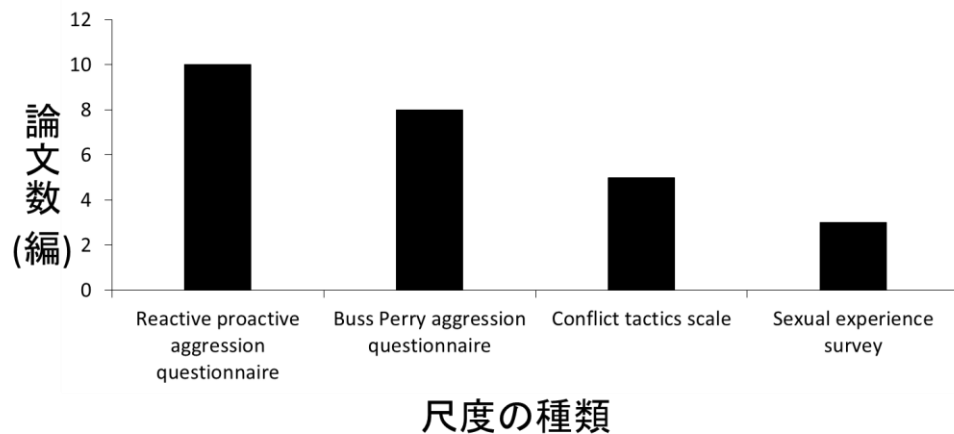 12
10
8
6
4
2
0
論文数
(編)
Reactive proactive
aggression
questionnaire
Buss Perry aggression
questionnaire
Conflict tactics scale
Sexual experience
survey
尺度の種類